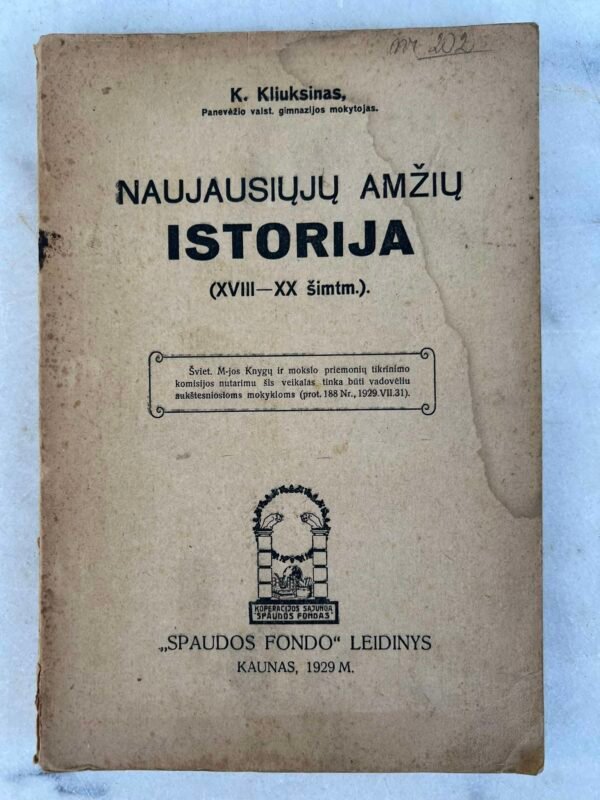 Nr 202
K. Kliuksinas,
Panevėžio valst. gimnazijos mokytojas.
NAUJAUSIŲJŲ AMŽIŲ
ISTORIJA
(XVIII—XX šimtm.).
Šviet. M-jos Knygų ir mokslo priemonių tikrinimo
komisijos nutarimu šis veikalas tinka būti vadovėliu
aukštesniosioms mokykloms (prot. 188 Nr., 1929.VII.31).
KOPERACIJOS SĄJUNGA
"SPAUDOS FONDAS"
„SPAUDOS FONDO“ LEIDINYS
KAUNAS, 1929 M.